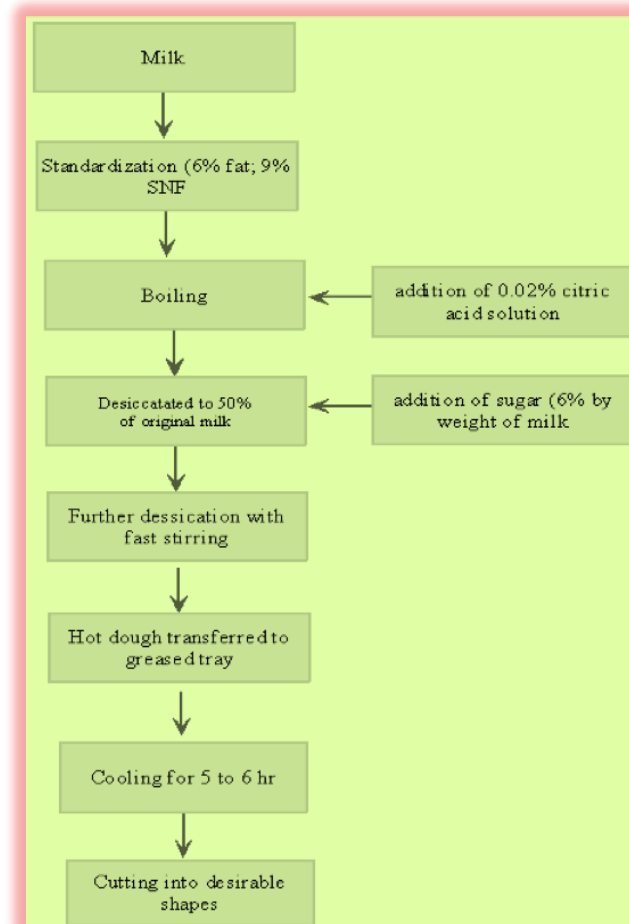 Milk
Standardization (6% fat; 9%
SNF
Boiling
addition of 0.02% citric
acid solution
Desiccatated to 50%
of original milk
addition of sugar (6% by
weight of milk
Further dessication with
fast stirring
Hot dough transferred to
greased tray
Cooling for 5 to 6 hr
Cutting into desirable
shapes